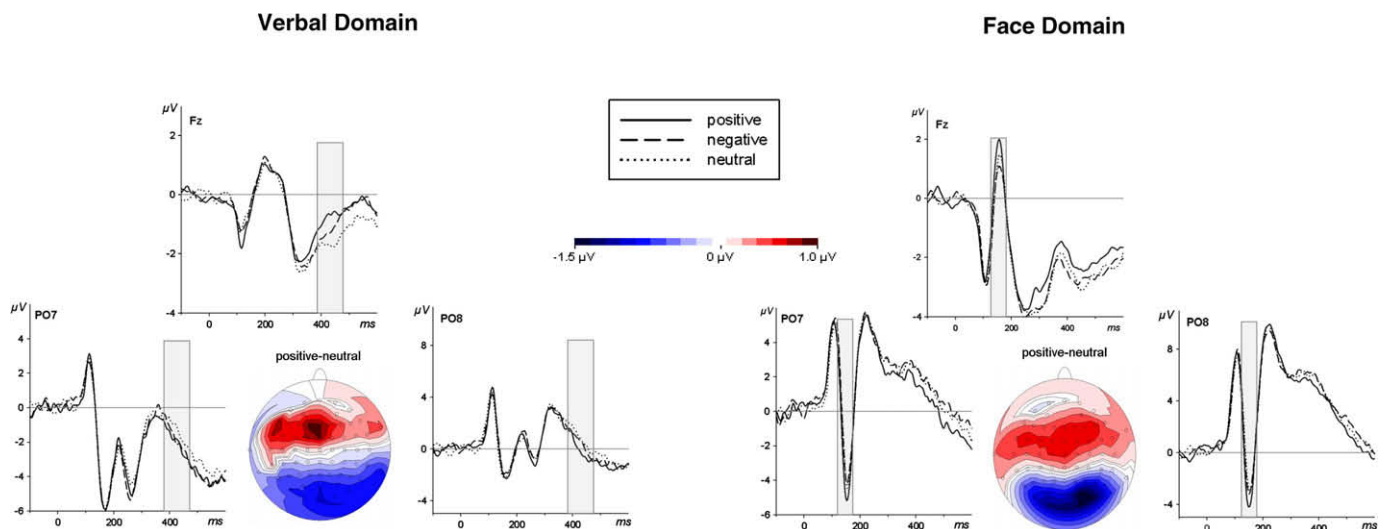 Verbal Domain
Face Domain
µV
Fz
2
0
-2
-4
0
200
400
ms
positive
negative
neutral
-1.5 µV
0 µV
1.0 µV
µV
Fz
2
0
-2
-4
0
200
400
ms
µV
PO7
4
2
0
-2
-4
-6
0
200
400
ms
positive-neutral
µV
PO8
8
4
0
-4
0
200
400
ms
µV
PO7
4
2
0
-2
-4
-6
0
200
400
ms
positive-neutral
µV
PO8
8
4
0
-4
0
200
400
ms